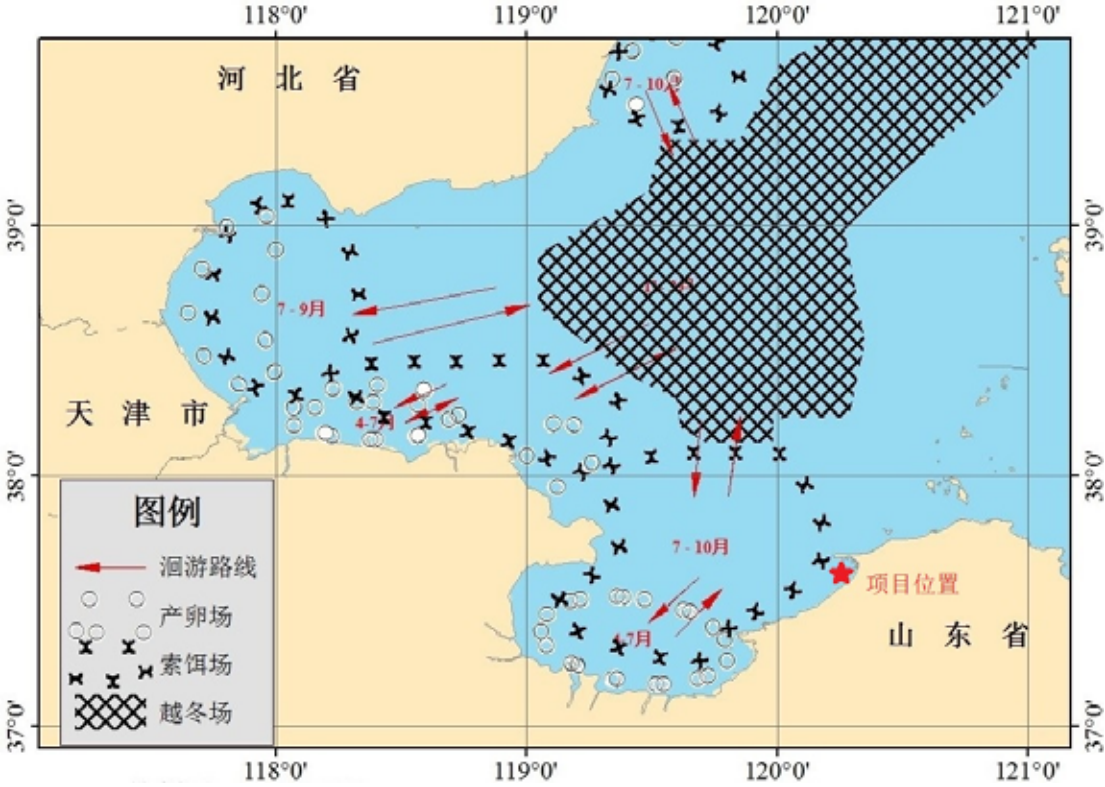 118°0'
119°0'
120°0'
121°0'
河北省
7-10月
39°0'
39°0'
7-9月
天津市
4-7月
38°0'
38°0'
图例
洄游路线
产卵场
索饵场
越冬场
7-10月
项目位置
4-7月
山东省
37°0'
37°0'
118°0'
119°0'
120°0'
121°0'